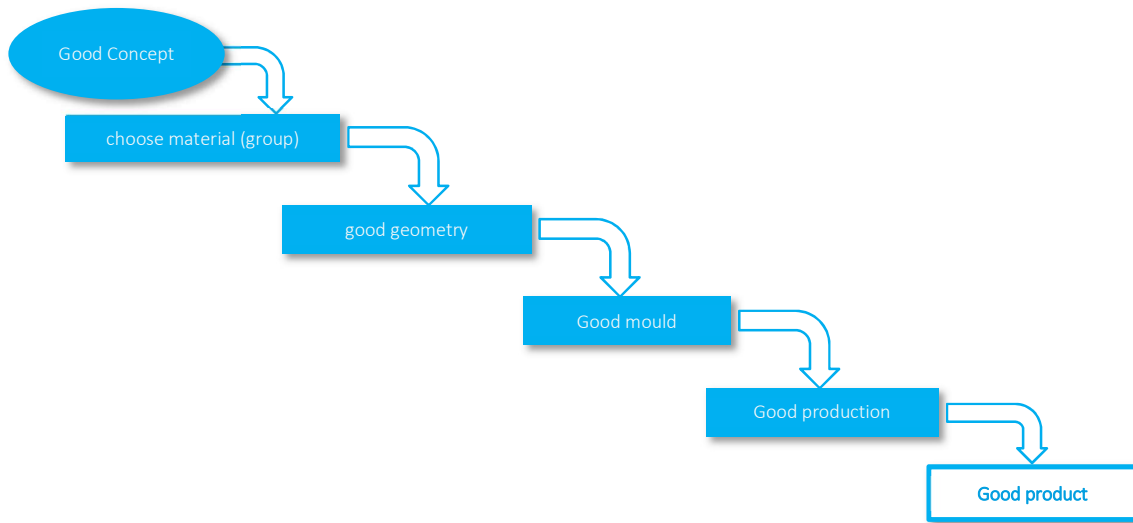 Good Concept
choose material (group)
good geometry
Good mould
Good production
Good product